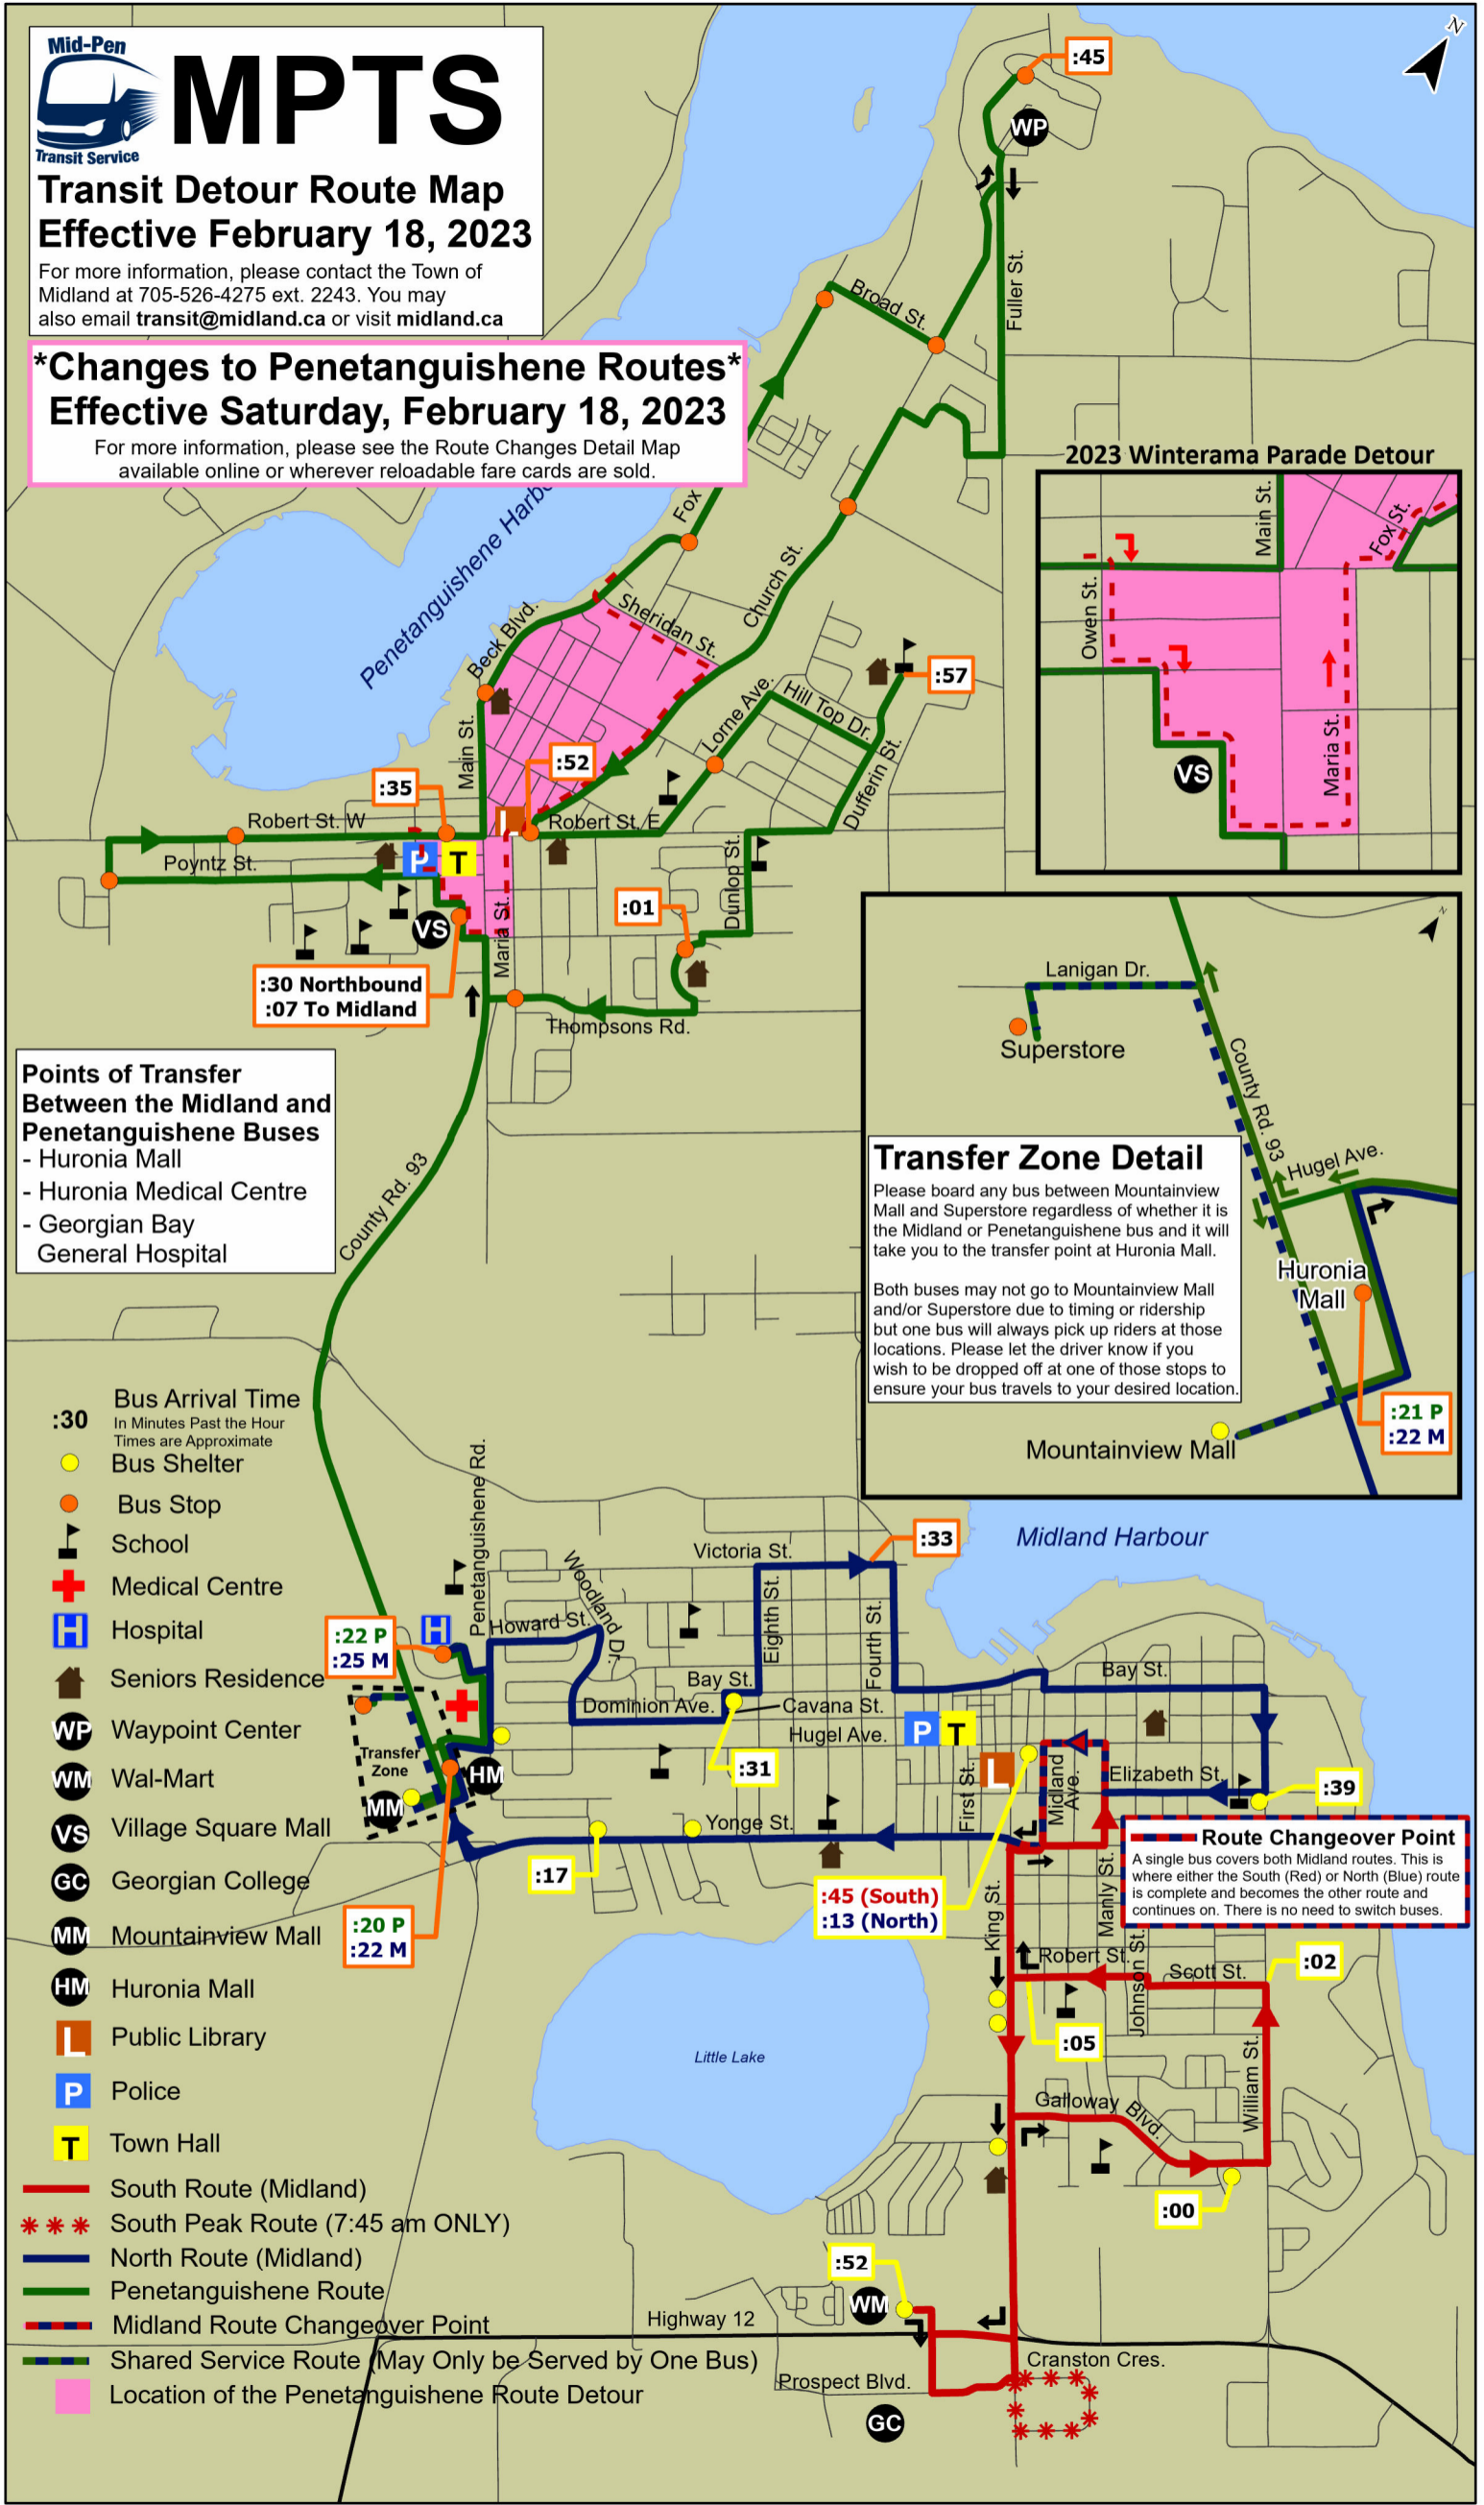 Mid-Pen
Transit Service
MPTS
Transit Detour Route Map
Effective February 18, 2023
For more information, please contact the Town of
Midland at 705-526-4275 ext. 2243. You may
also email transit@midland.ca or visit midland.ca
*Changes to Penetanguishene Routes*
Effective Saturday, February 18, 2023
For more information, please see the Route Changes Detail Map
available online or wherever reloadable fare cards are sold.
N
:45
WP
Fuller St.
Broad St.
Fox
Penetanguishene Harbo
Church St.
Sheridan St.
Beck Blvd.
Main St.
Lorne Ave.
Hill Top Dr.
Dufferin St.
:57
:52
:35
L
Robert St. W
Robert St. E
Poyntz St.
P
T
VS
Maria St.
Dunlop St.
:01
:30 Northbound
:07 To Midland
Thompsons Rd.
County Rd. 93
2023 Winterama Parade Detour
Main St.
Fox St.
Owen St.
Maria St.
VS
Points of Transfer
Between the Midland and
Penetanguishene Buses
- Huronia Mall
- Huronia Medical Centre
- Georgian Bay
General Hospital
N
Lanigan Dr.
Superstore
County Rd. 93
Hugel Ave.
Huronia
Mall
Mountainview Mall
:21 P
:22 M
Transfer Zone Detail
Please board any bus between Mountainview
Mall and Superstore regardless of whether it is
the Midland or Penetanguishene bus and it will
take you to the transfer point at Huronia Mall.
Both buses may not go to Mountainview Mall
and/or Superstore due to timing or ridership
but one bus will always pick up riders at those
locations. Please let the driver know if you
wish to be dropped off at one of those stops to
ensure your bus travels to your desired location.
:30
Bus Arrival Time
In Minutes Past the Hour
Times are Approximate
Bus Shelter
Bus Stop
School
Medical Centre
H Hospital
Seniors Residence
WP Waypoint Center
WM Wal-Mart
VS Village Square Mall
GC Georgian College
MM Mountainview Mall
HM Huronia Mall
L Public Library
P Police
T Town Hall
South Route (Midland)
South Peak Route (7:45 am ONLY)
North Route (Midland)
Penetanguishene Route
Midland Route Changeover Point
Shared Service Route (May Only be Served by One Bus)
Location of the Penetanguishene Route Detour
Midland Harbour
:33
Victoria St.
Penetanguishene Rd.
Woodland Dr.
Howard St.
Eighth St.
Fourth St.
H
:22 P
:25 M
Bay St.
Bay St.
Dominion Ave.
Cavana St.
Hugel Ave.
P
T
L
Transfer
Zone
HM
MM
:31
First St.
Midland
Ave.
Elizabeth St.
:39
Yonge St.
:17
:20 P
:22 M
:45 (South)
:13 (North)
King St.
Manly St.
Route Changeover Point
A single bus covers both Midland routes. This is
where either the South (Red) or North (Blue) route
is complete and becomes the other route and
continues on. There is no need to switch buses.
Robert St.
Johnson St.
Scott St.
:02
:05
Little Lake
William St.
Galloway Blvd.
:00
:52
WM
Highway 12
Cranston Cres.
Prospect Blvd.
GC